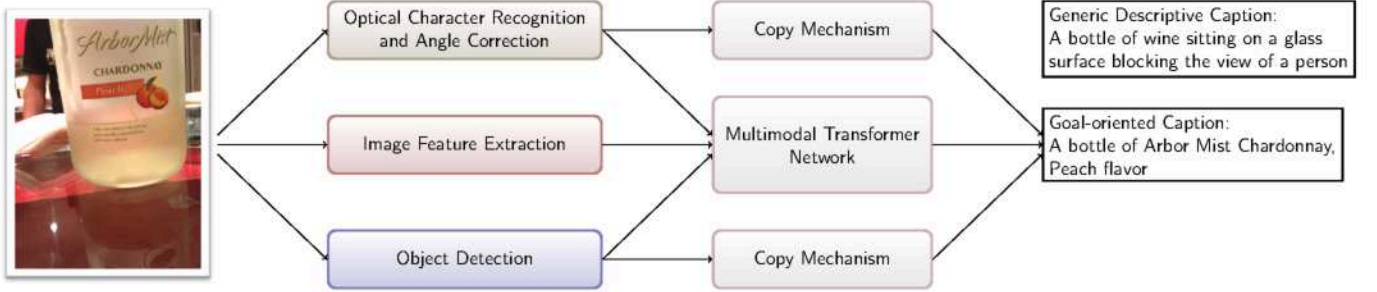 ArborMist
CHARDONNAY
Peach
Optical Character Recognition
and Angle Correction
Image Feature Extraction
Object Detection
Copy Mechanism
Multimodal Transformer
Network
Copy Mechanism
Generic Descriptive Caption:
A bottle of wine sitting on a glass
surface blocking the view of a person
Goal-oriented Caption:
A bottle of Arbor Mist Chardonnay,
Peach flavor